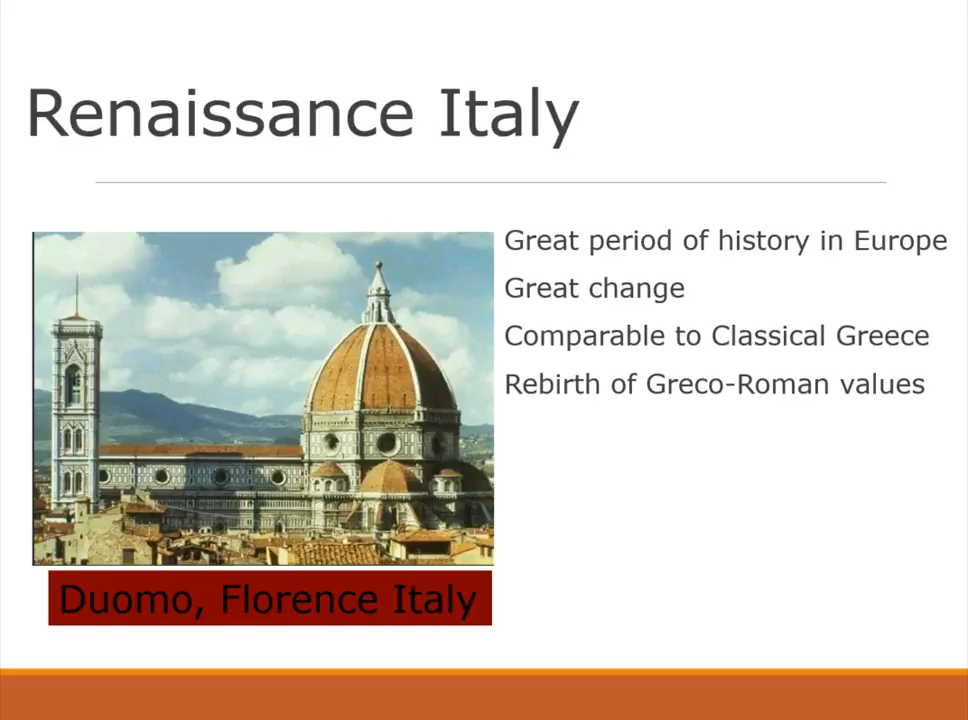 Renaissance Italy
Great period of history in Europe
Great change
Comparable to Classical Greece
Rebirth of Greco-Roman values
Duomo, Florence Italy